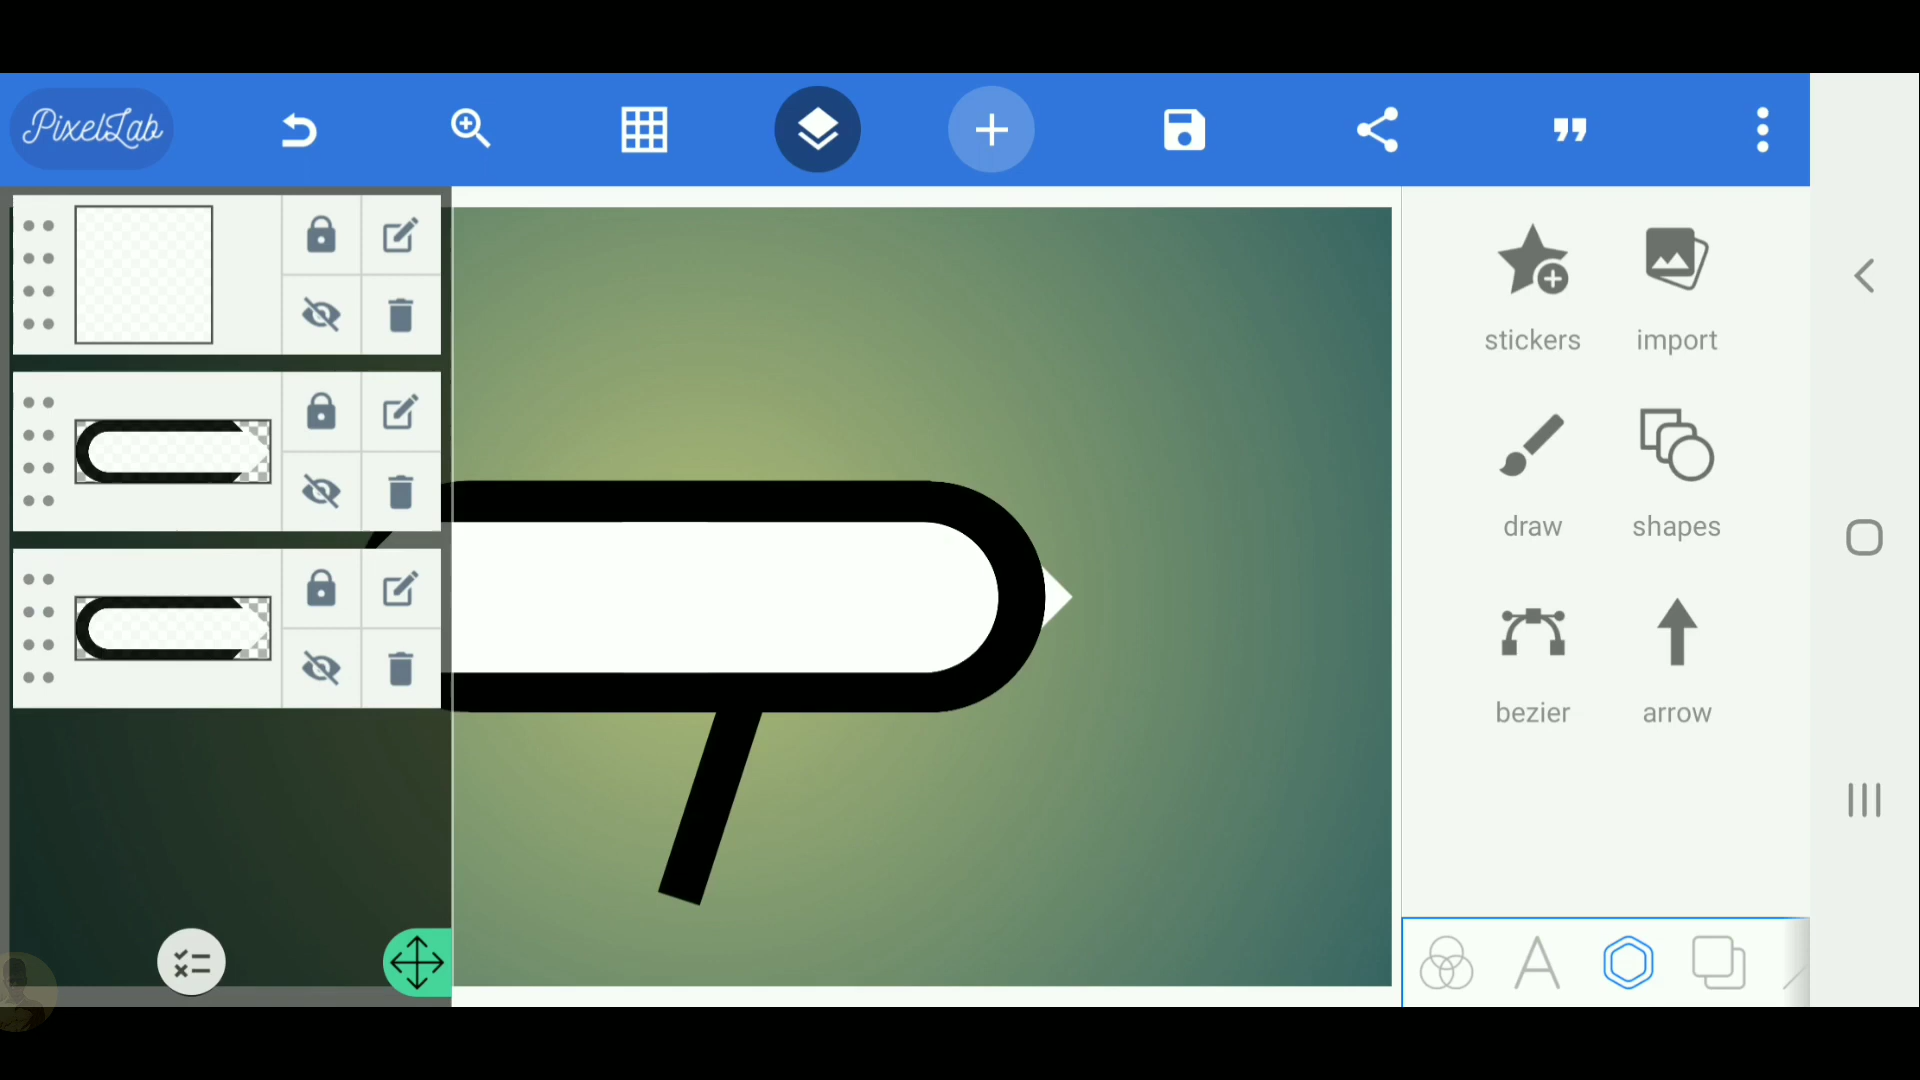 PixelLab
stickers
import
draw
shapes
bezier
arrow